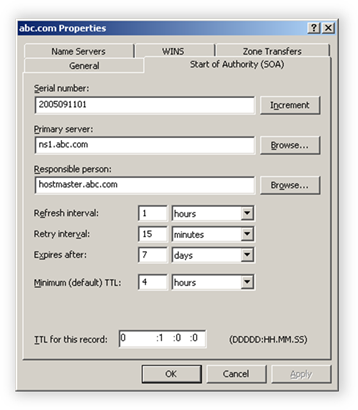 abc.com Properties
Name Servers WINS Zone Transfers
General Start of Authority (SOA)
Serial number:
2005091101 Increment
Primary server:
ns1.abc.com Browse...
Responsible person:
hostmaster.abc.com Browse...
Refresh interval: 1 hours
Retry interval: 15 minutes
Expires after: 7 days
Minimum (default) TTL: 4 hours
TTL for this record: 0 :1 :0 :0 (DDDDD:HH.MM.SS)
OK Cancel Apply